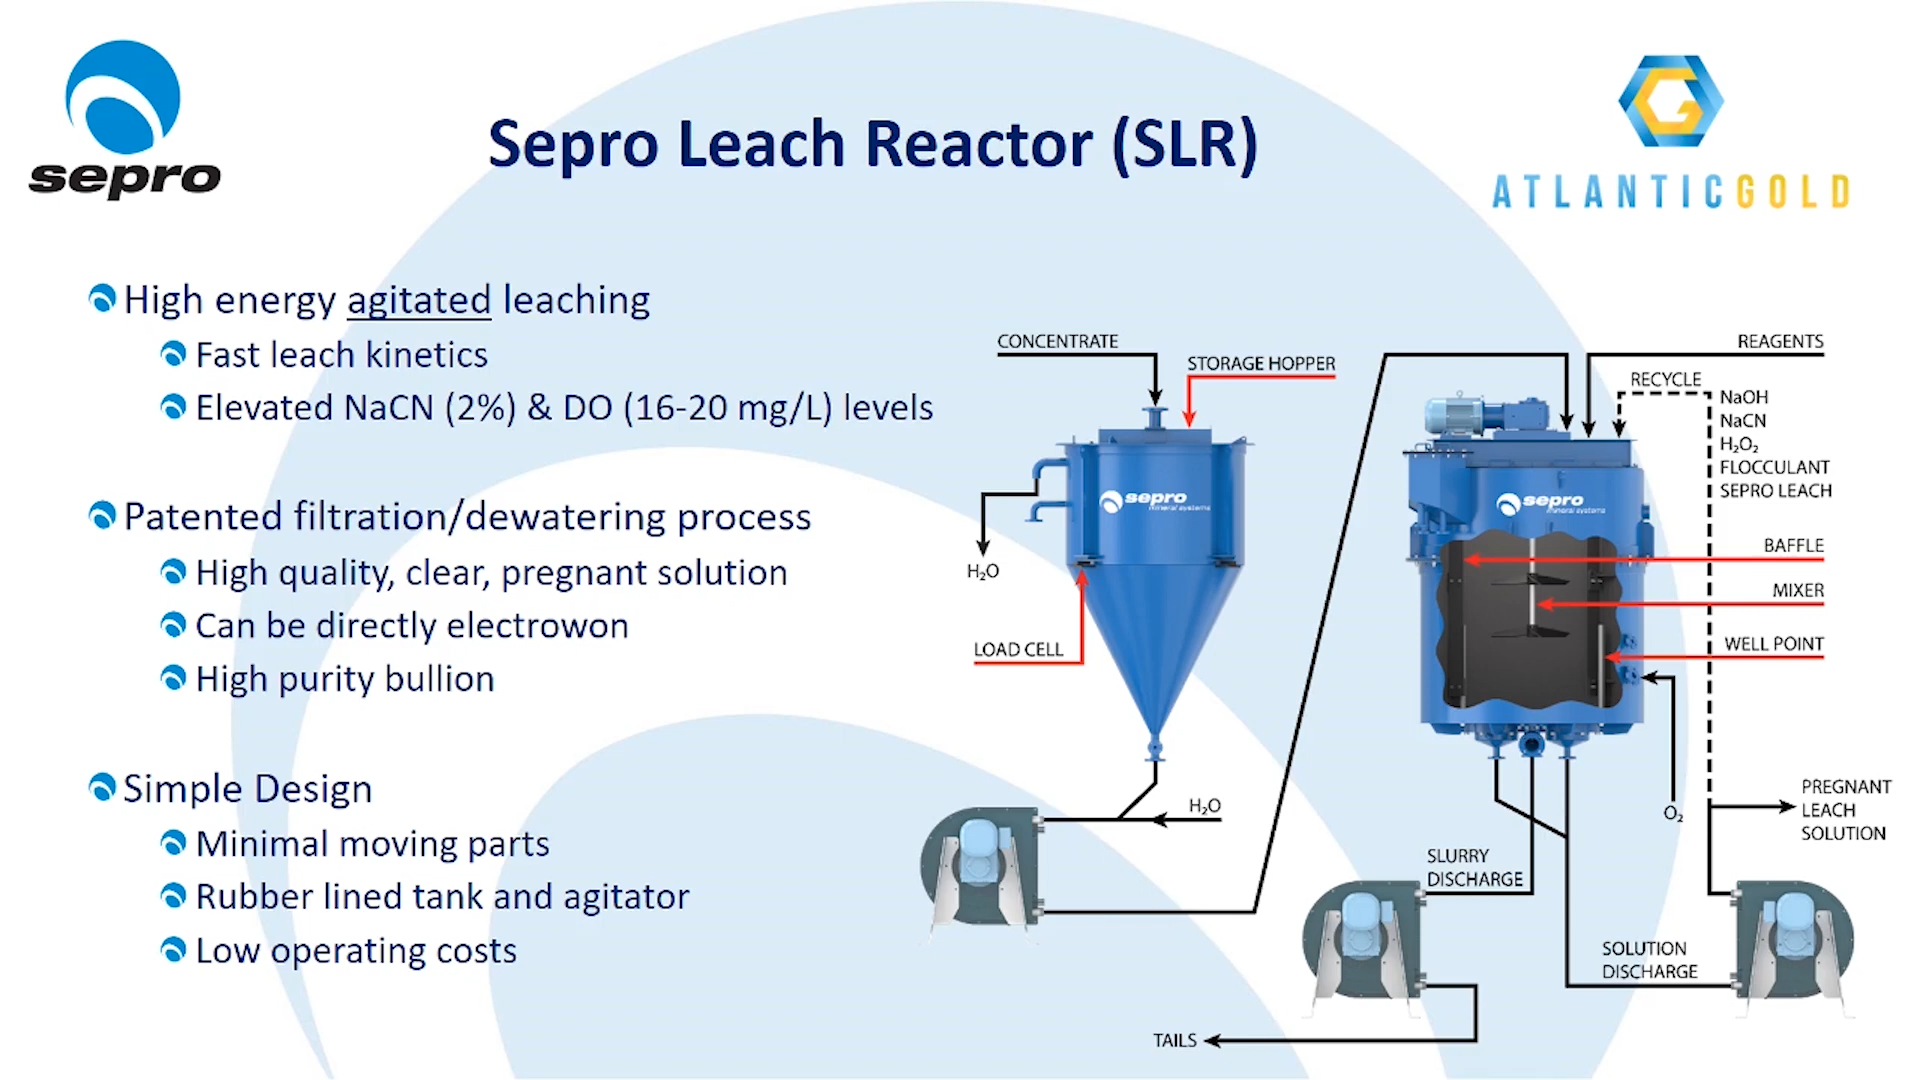 sepro
Sepro Leach Reactor (SLR)
ATLANTICGOLD
High energy agitated leaching
Fast leach kinetics
Elevated NaCN (2%) & DO (16-20 mg/L) levels
Patented filtration/dewatering process
High quality, clear, pregnant solution
Can be directly electrowon
High purity bullion
Simple Design
Minimal moving parts
Rubber lined tank and agitator
Low operating costs
CONCENTRATE
STORAGE HOPPER
sepro
mineral systems
H₂O
LOAD CELL
H₂O
REAGENTS
RECYCLE
NaOH
NaCN
H₂O₂
FLOCCULANT
SEPRO LEACH
sepro
mineral systems
BAFFLE
MIXER
WELL POINT
O₂
PREGNANT
LEACH
SOLUTION
SLURRY
DISCHARGE
SOLUTION
DISCHARGE
TAILS